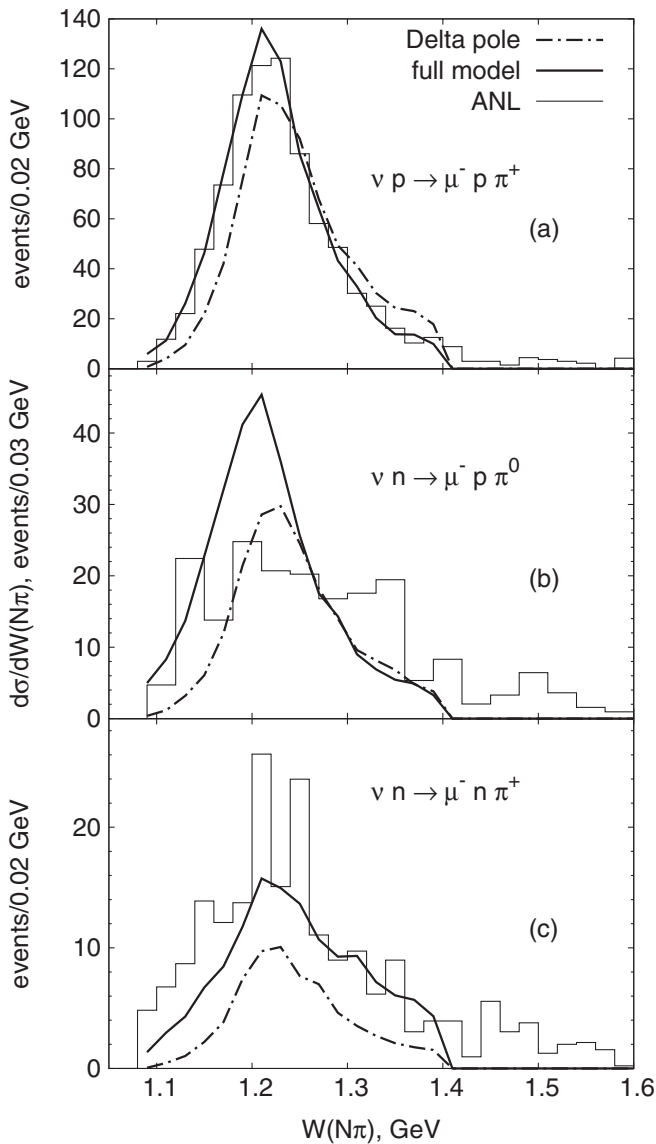 140
120
100
80
60
40
20
0
events/0.02 GeV
Delta pole
full model
ANL
ν p → μ⁻ p π⁺
(a)
40
30
20
10
0
dσ/dW(Nπ), events/0.03 GeV
ν n → μ⁻ p π⁰
(b)
20
10
0
events/0.02 GeV
ν n → μ⁻ n π⁺
(c)
1.1 1.2 1.3 1.4 1.5 1.6
W(Nπ), GeV